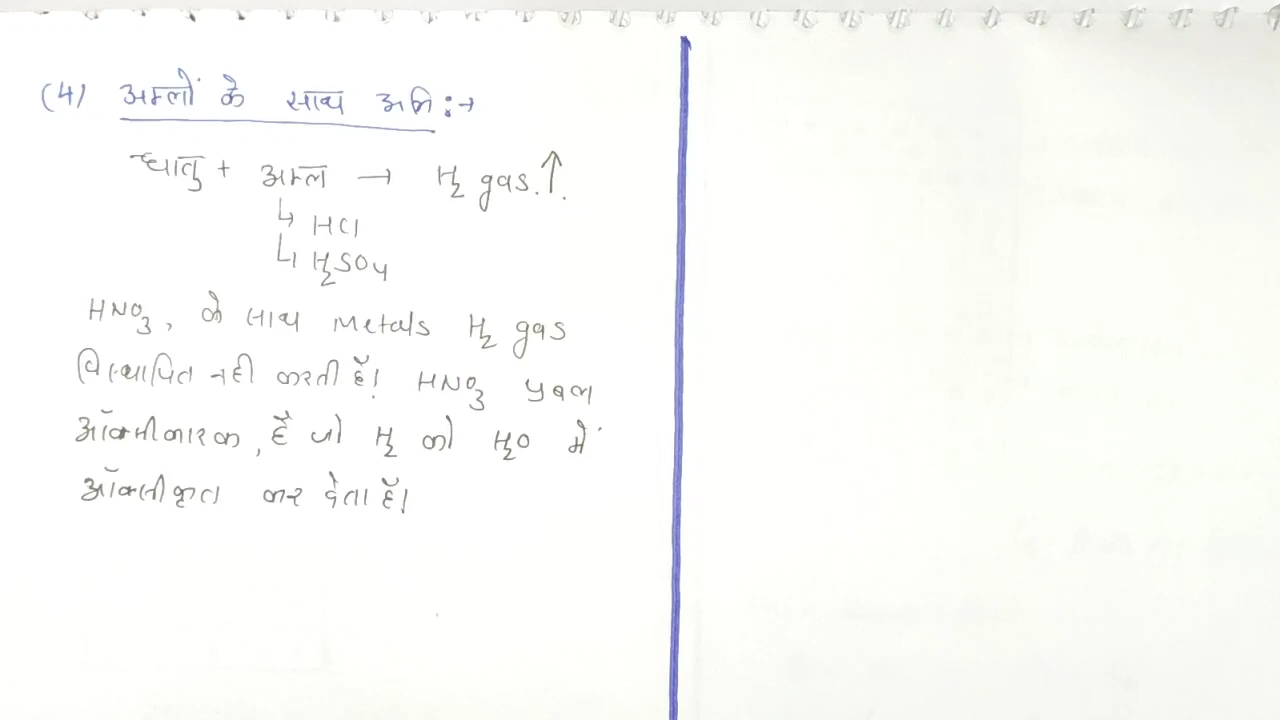 (4) अम्लों के साथ अभि :→
धातु + अम्ल → H2 gas.↑.
↳ HCl
↳ H2SO4
HNO3, के साथ Metals H2 gas
विस्थापित नही करती हैं। HNO3 प्रबल
ऑक्सीकारक, है जो H2 को H2O में
ऑक्सीकृत कर देता हैं।